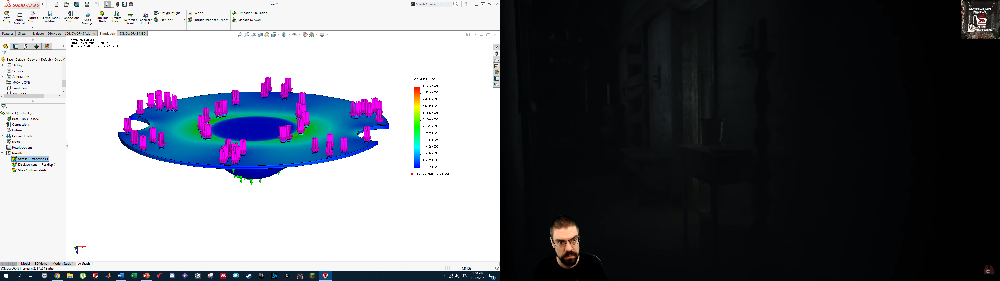 SOLIDWORKS
Base *
Search Commands
New Study
Apply Material
Fixtures Advisor
External Loads Advisor
Connections Advisor
Shell Manager
Run This Study
Results Advisor
Deformed Result
Compare Results
Design Insight
Plot Tools
Report
Include Image for Report
Offloaded Simulation
Manage Network
Features Sketch Evaluate DimXpert SOLIDWORKS Add-Ins Simulation SOLIDWORKS MBD
Model name:Base
Study name:Static 1(-Default-)
Plot type: Static nodal stress Stress1
Base (Default<Copy of <Default>_Displa
History
Sensors
Annotations
7075-T6 (SN)
Front Plane
Top Plane
Static 1 (-Default-)
Base (-7075-T6 (SN)-)
Connections
Fixtures
External Loads
Mesh
Result Options
Results
Stress1 (-vonMises-)
Displacement1 (-Res disp-)
Strain1 (-Equivalent-)
von Mises (N/m^2)
5.379e+006
4.931e+006
4.483e+006
4.034e+006
3.586e+006
3.138e+006
2.690e+006
2.242e+006
1.794e+006
1.346e+006
8.983e+005
4.502e+005
2.187e+003
Yield strength: 5.050e+008
X
Z
Model 3D Views Motion Study 1 Static 1
SOLIDWORKS Premium 2017 x64 Edition
MMGS
ΕΛ
1:50 PM
10/12/2020
4
COHHILITION
MERCH
STORE